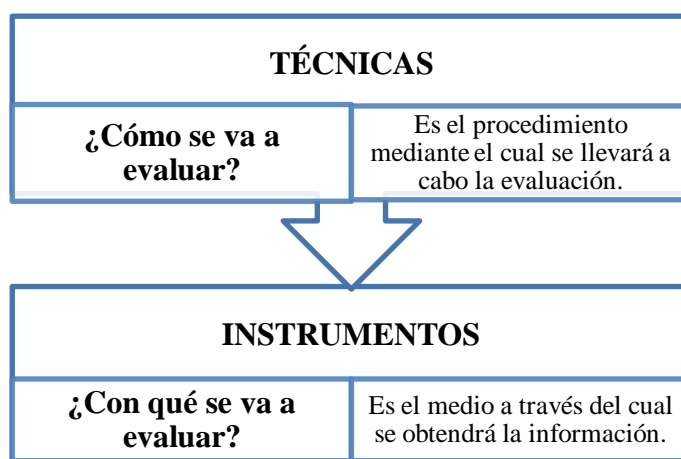 TÉCNICAS
¿Cómo se va a
evaluar?
Es el procedimiento
mediante el cual se llevará a
cabo la evaluación.
INSTRUMENTOS
¿Con qué se va a
evaluar?
Es el medio a través del cual
se obtendrá la información.